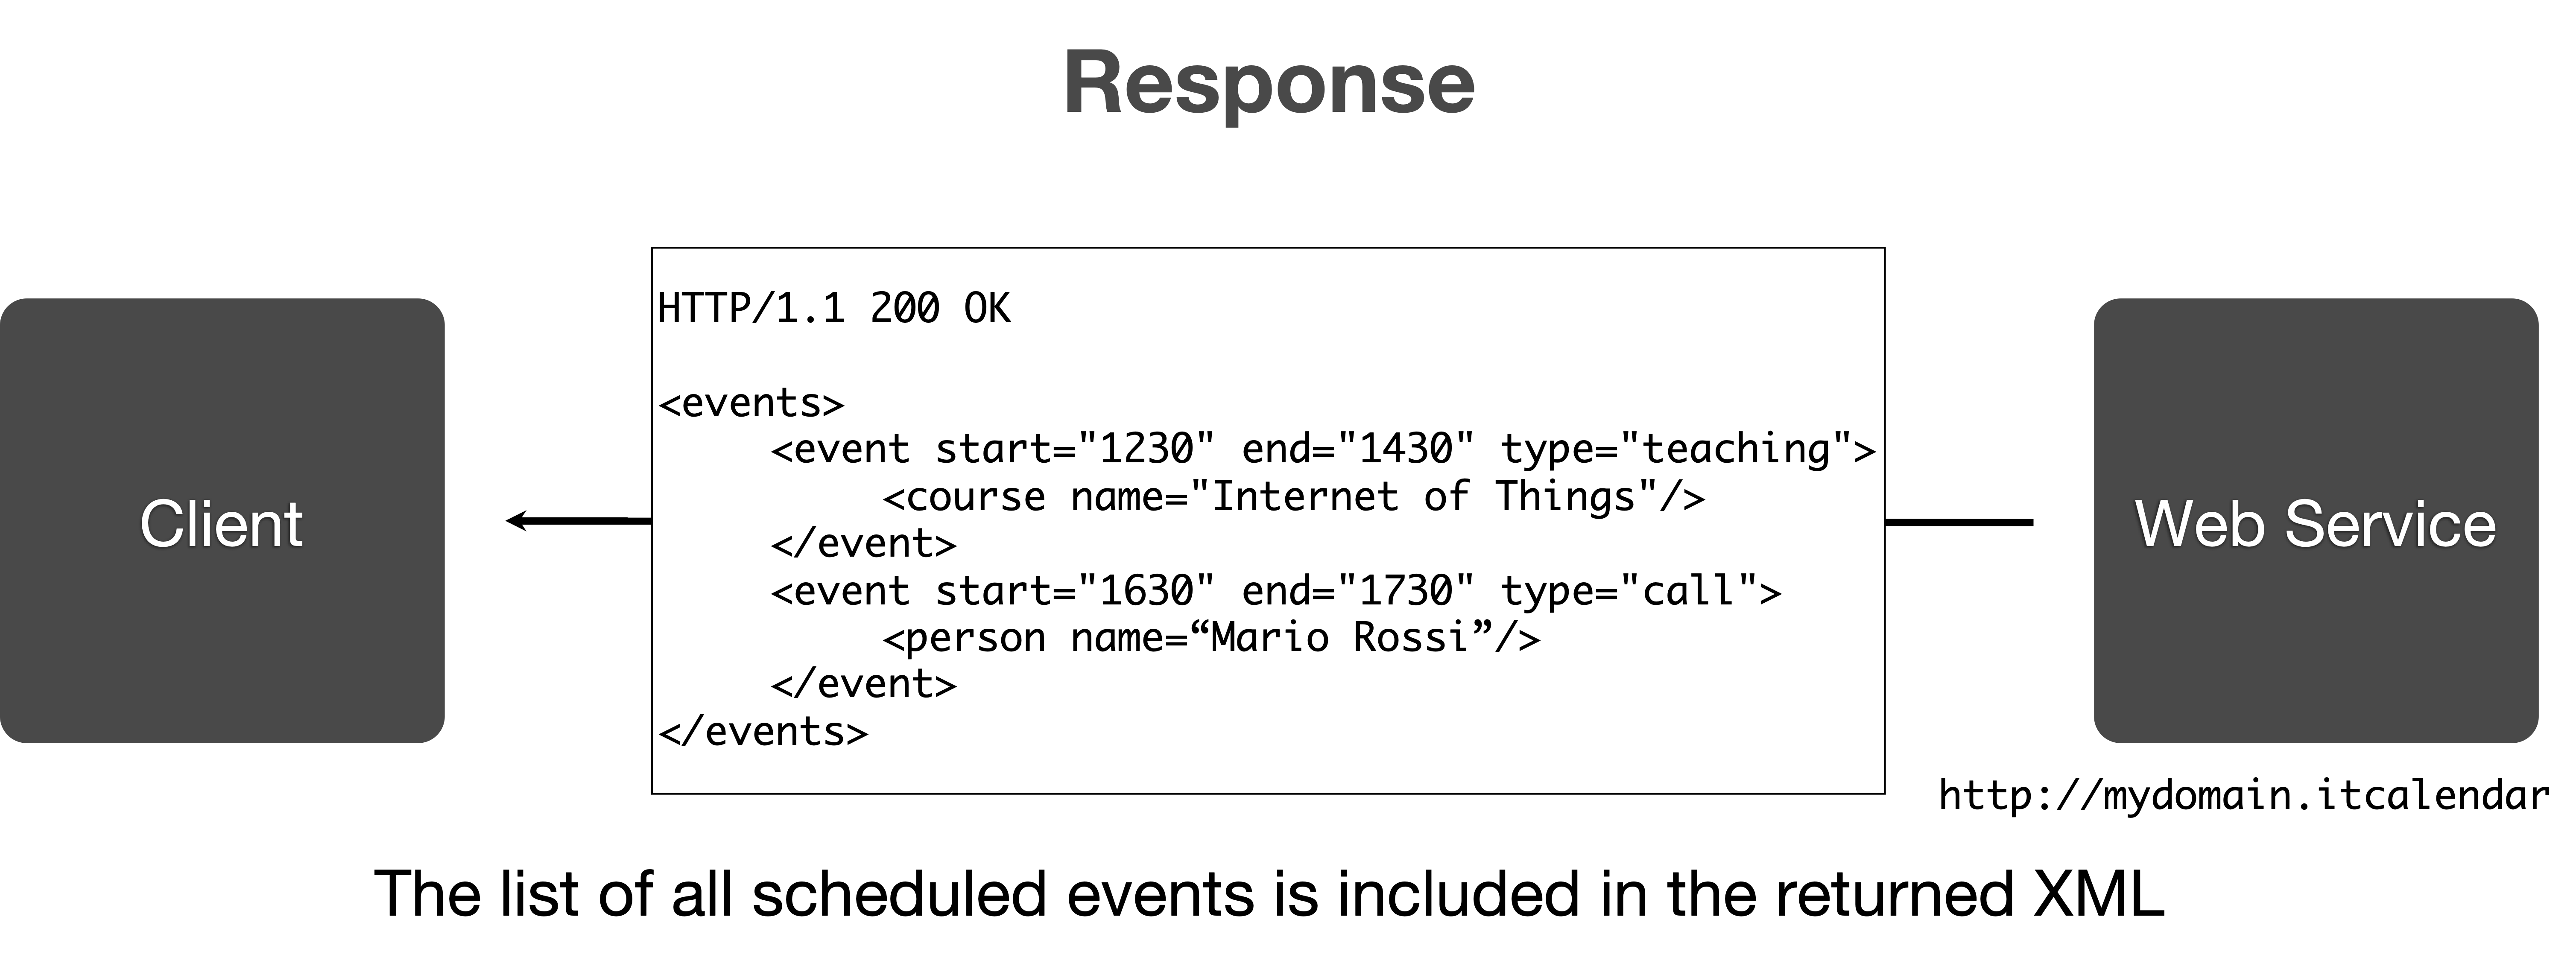 Response
HTTP/1.1 200 OK
<events>
<event start="1230" end="1430" type="teaching">
<course name="Internet of Things"/>
</event>
<event start="1630" end="1730" type="call">
<person name=“Mario Rossi”/>
</event>
</events>
Client
Web Service
http://mydomain.itcalendar
The list of all scheduled events is included in the returned XML